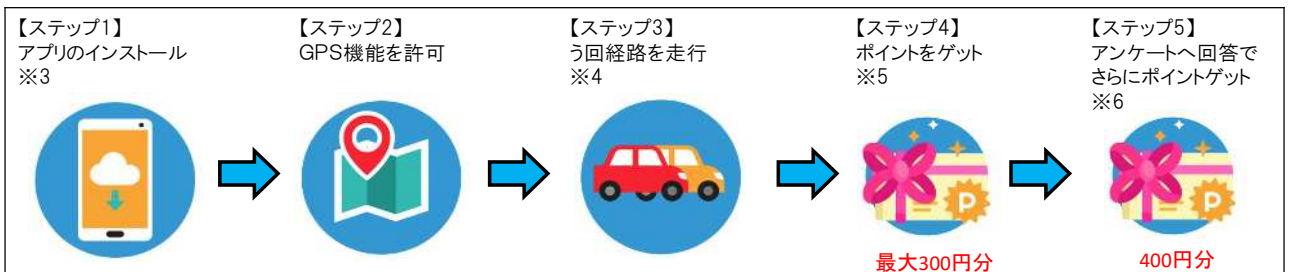 【ステップ1】
アプリのインストール
※3
【ステップ2】
GPS機能を許可
【ステップ3】
う回経路を走行
※4
【ステップ4】
ポイントをゲット
※5
P
最大300円分
【ステップ5】
アンケートへ回答で
さらにポイントゲット
※6
P
400円分